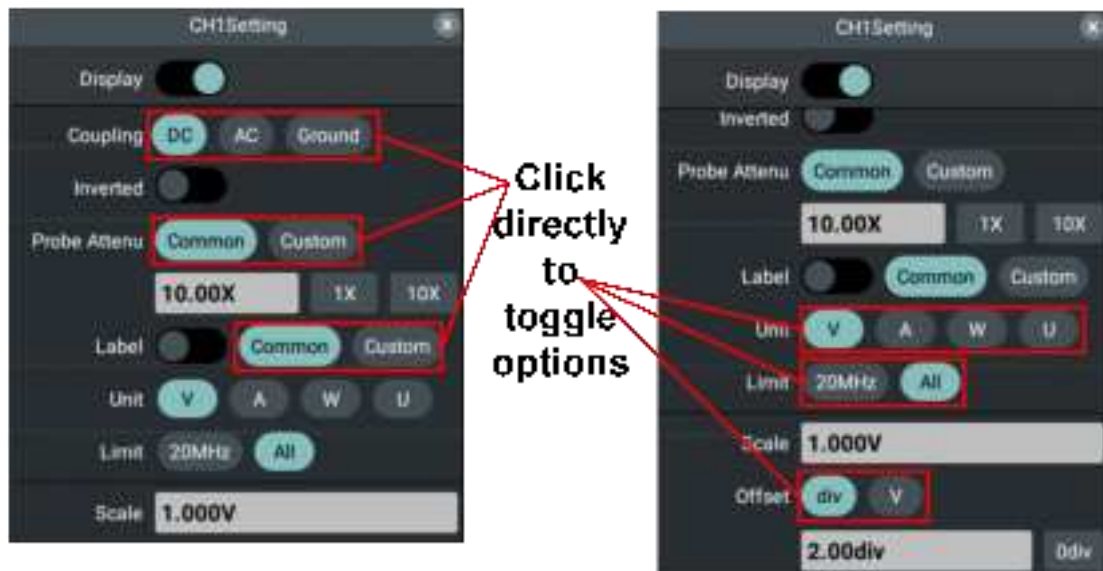 CH1Setting
Display
Coupling DC AC Ground
Inverted
Probe Attenu Common Custom
10.00X 1X 10X
Label Common Custom
Unit V A W U
Limit 20MHz All
Scale 1.000V
Click
directly
to
toggle
options
CH1Setting
Display
Inverted
Probe Attenu Common Custom
10.00X 1X 10X
Label Common Custom
Unit V A W U
Limit 20MHz All
Scale 1.000V
Offset div V
2.00div 0div